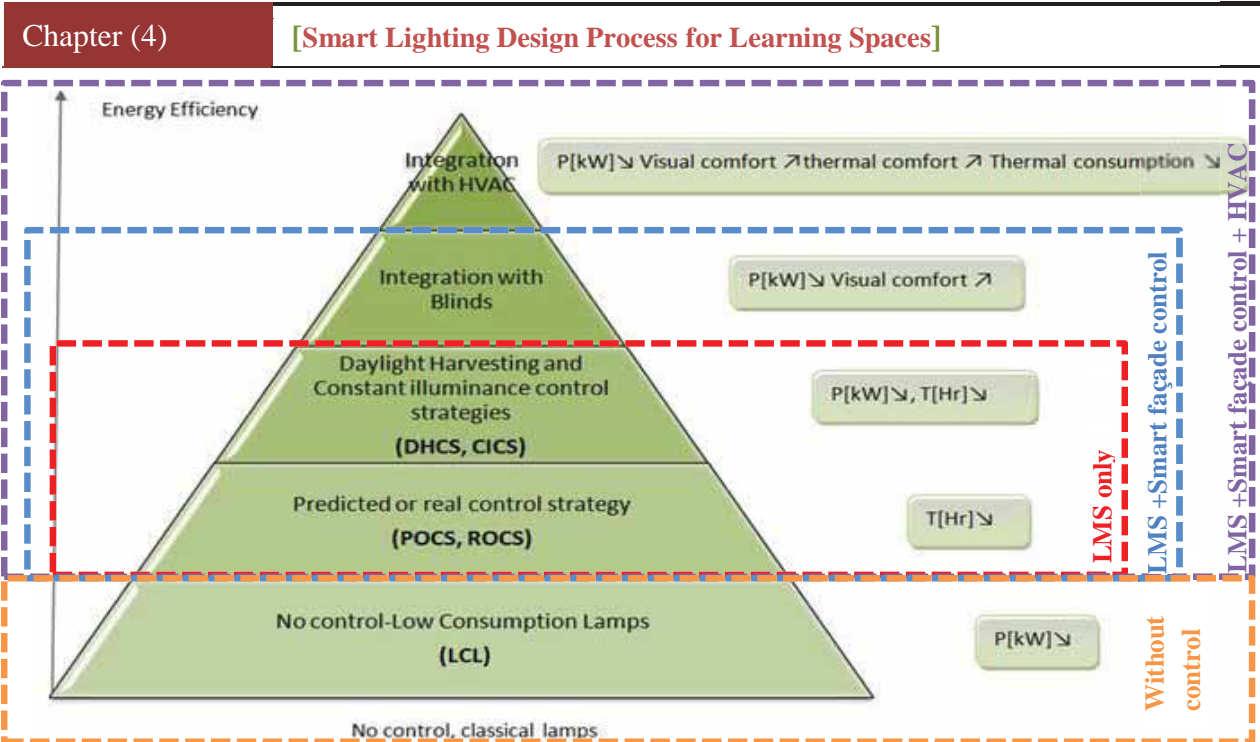 Chapter (4)
[Smart Lighting Design Process for Learning Spaces]
Energy Efficiency
Integration
with HVAC
P[kW]↘ Visual comfort ↗thermal comfort ↗ Thermal consumption ↘
Integration with
Blinds
P[kW]↘ Visual comfort ↗
Daylight Harvesting and
Constant illuminance control
strategies
(DHCS, CICS)
P[kW]↘, T[Hr]↘
Predicted or real control strategy
(POCS, ROCS)
T[Hr]↘
LMS only
LMS +Smart façade control
LMS +Smart façade control + HVAC
No control-Low Consumption Lamps
(LCL)
P[kW]↘
Without
control
No control, classical lamps